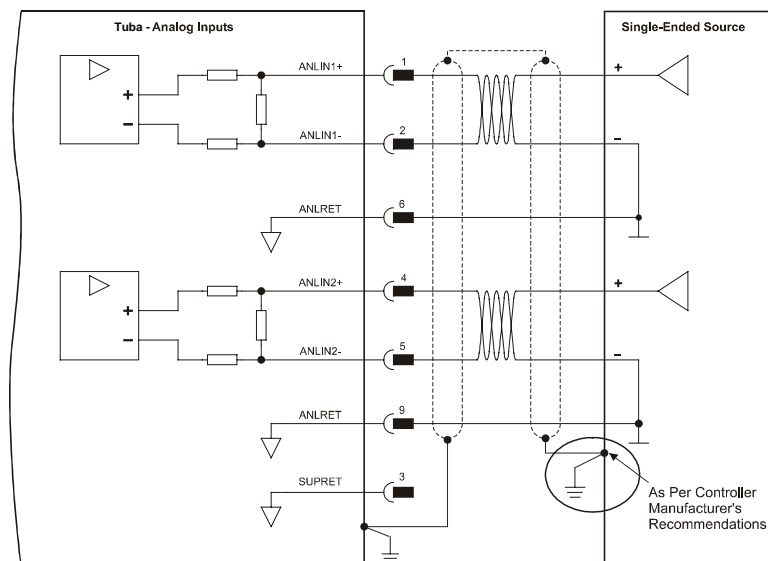 Tuba - Analog Inputs
Single-Ended Source
ANLIN1+
1
+
+
−
ANLIN1-
2
−
ANLRET
6
ANLIN2+
4
+
+
−
ANLIN2-
5
−
ANLRET
9
SUPRET
3
As Per Controller
Manufacturer's
Recommendations